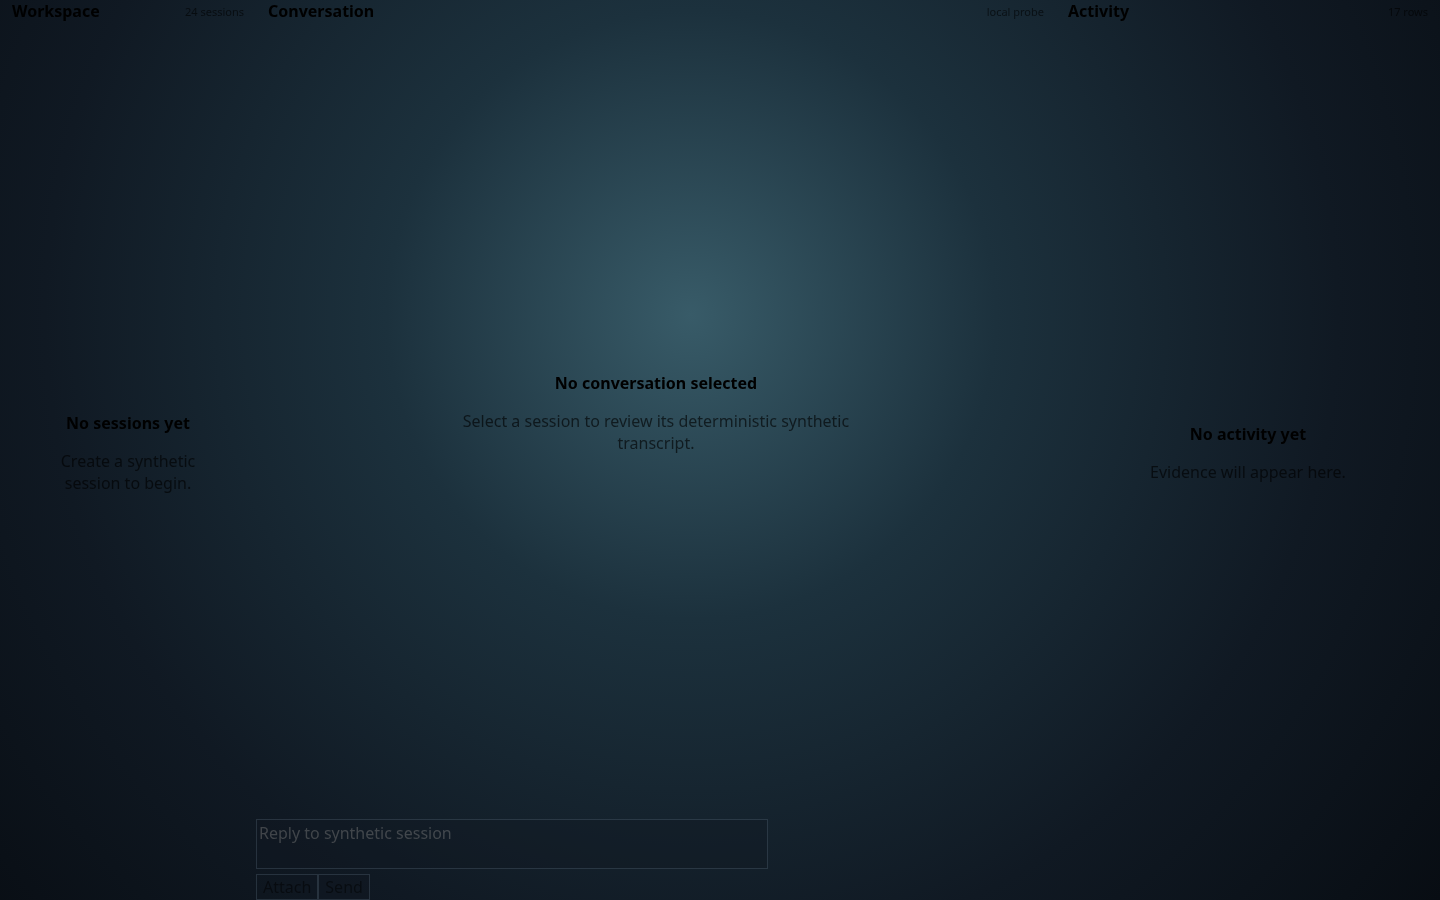 Workspace
24 sessions
Conversation
local probe
Activity
17 rows
No sessions yet
Create a synthetic
session to begin.
No conversation selected
Select a session to review its deterministic synthetic
transcript.
No activity yet
Evidence will appear here.
Reply to synthetic session
Attach
Send